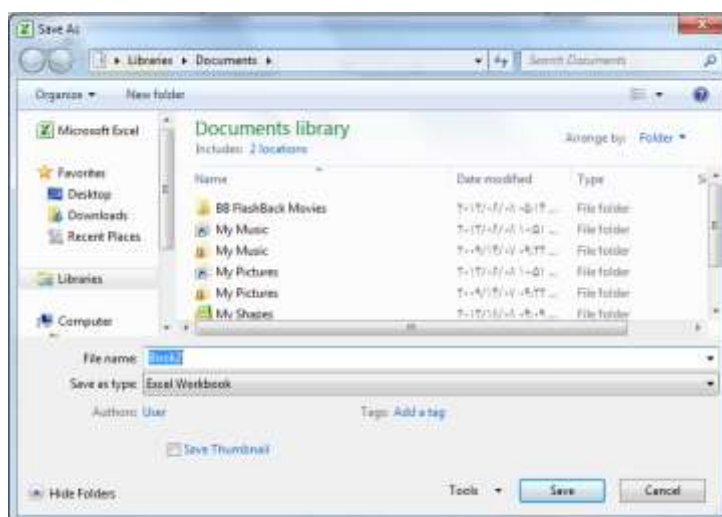 Save As
Libraries ▸ Documents ▸
Search Documents
Organize ▾ New folder
Microsoft Excel
Favorites
Desktop
Downloads
Recent Places
Libraries
Computer
Documents library
Includes: 2 locations
Arrange by: Folder ▾
Name Date modified Type
BB FlashBack Movies File folder
My Music File folder
My Music File folder
My Pictures File folder
My Pictures File folder
My Shapes File folder
File name: Book2
Save as type: Excel Workbook
Authors: User Tags: Add a tag
Save Thumbnail
Hide Folders Tools ▾ Save Cancel